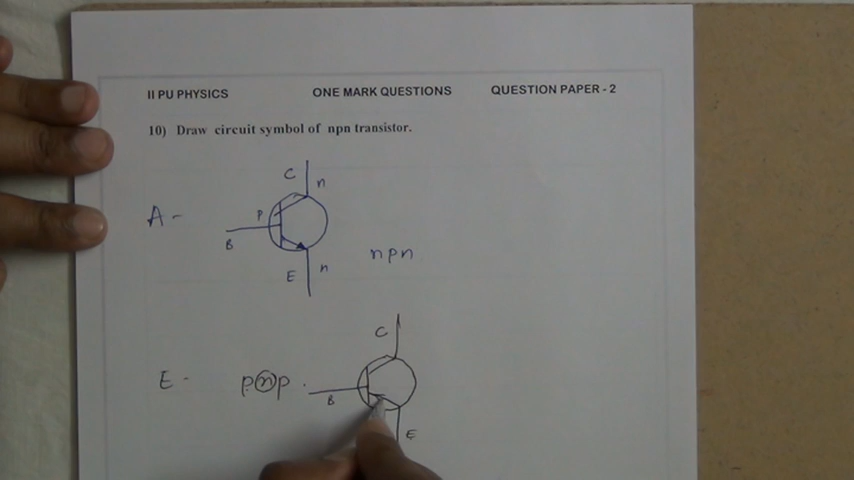 II PU PHYSICS ONE MARK QUESTIONS QUESTION PAPER - 2
10) Draw circuit symbol of npn transistor.
C n
A - P
B
E n npn
C
E - pnp
B
E